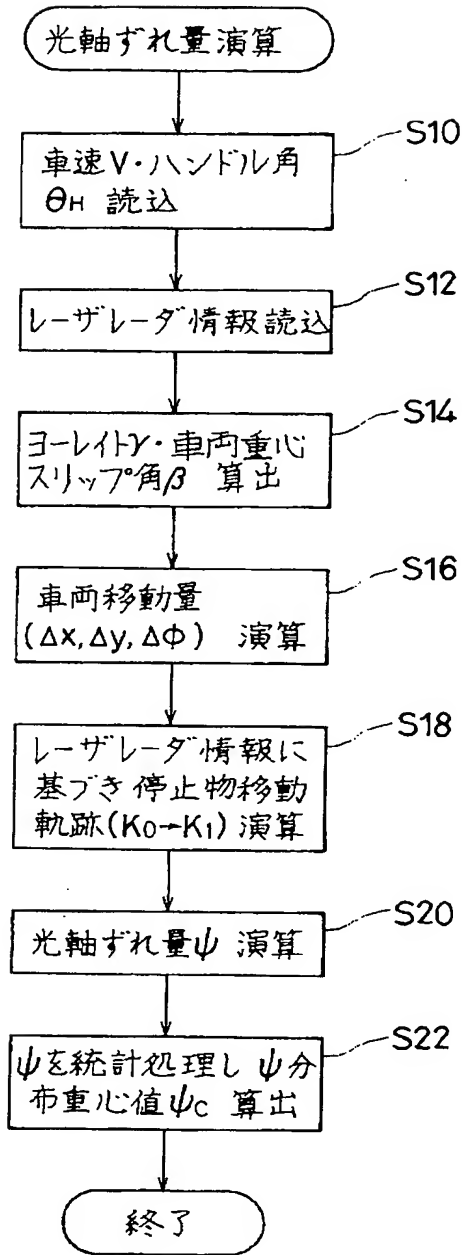 光軸ずれ量演算
S10
車速V・ハンドル角
θH 読込
S12
レーザレーダ情報読込
S14
ヨーレイトγ・車両重心
スリップ角β 算出
S16
車両移動量
(Δx, Δy, ΔΦ) 演算
S18
レーザレーダ情報に
基づき停止物移動
軌跡(K0→K1)演算
S20
光軸ずれ量ψ 演算
S22
ψを統計処理し ψ分
布重心値ψc 算出
終了